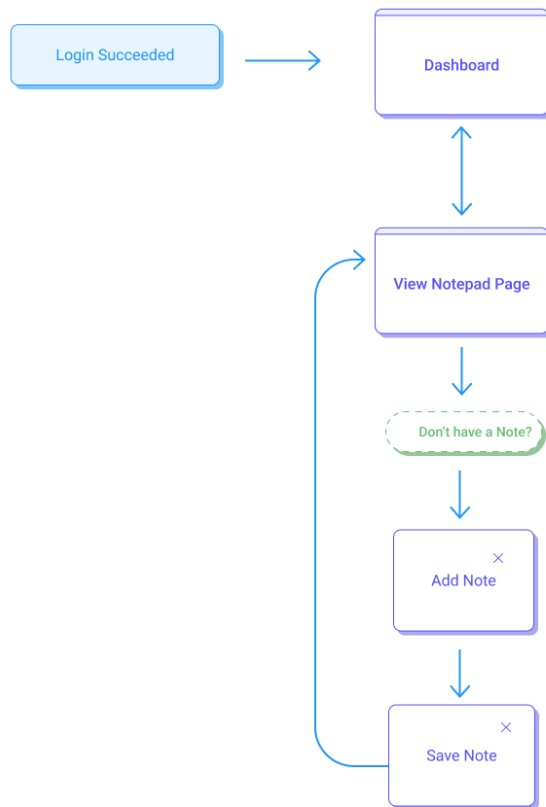 Login Succeeded
Dashboard
View Notepad Page
Don't have a Note?
Add Note
Save Note